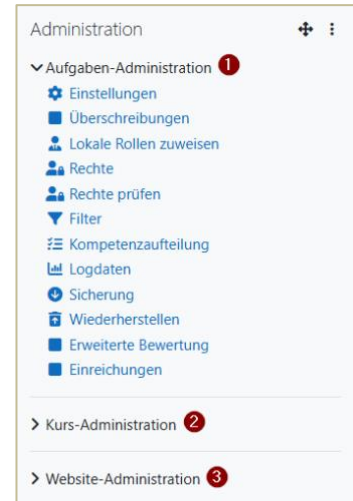 Administration
Aufgaben-Administration 1
Einstellungen
Überschreibungen
Lokale Rollen zuweisen
Rechte
Rechte prüfen
Filter
Kompetenzaufteilung
Logdaten
Sicherung
Wiederherstellen
Erweiterte Bewertung
Einreichungen
Kurs-Administration 2
Website-Administration 3